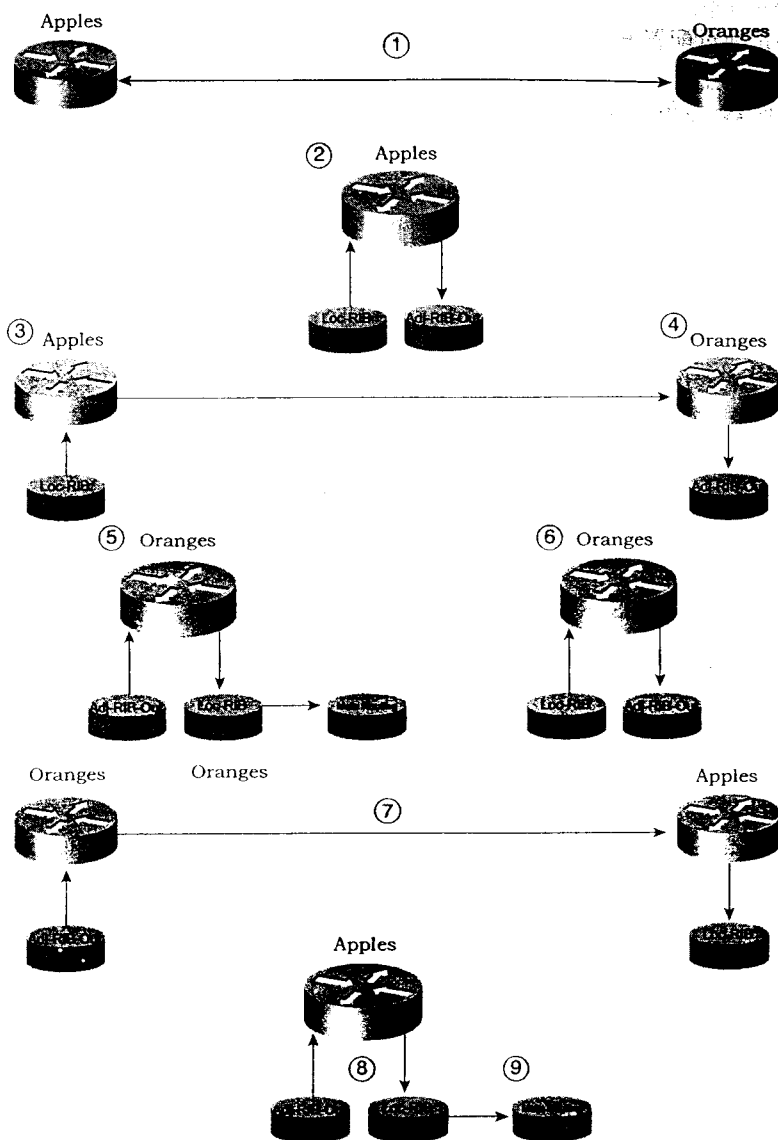 Apples
①
Oranges
② Apples
Loc-RIB
Adj-RIB-Out
③ Apples
④ Oranges
Loc-RIB
Adj-RIB-Out
⑤ Oranges
⑥ Oranges
Adj-RIB-Out
Loc-RIB
Loc-RIB
Adj-RIB-Out
Oranges
Oranges
Apples
⑦
Loc-RIB
Apples
⑧
⑨